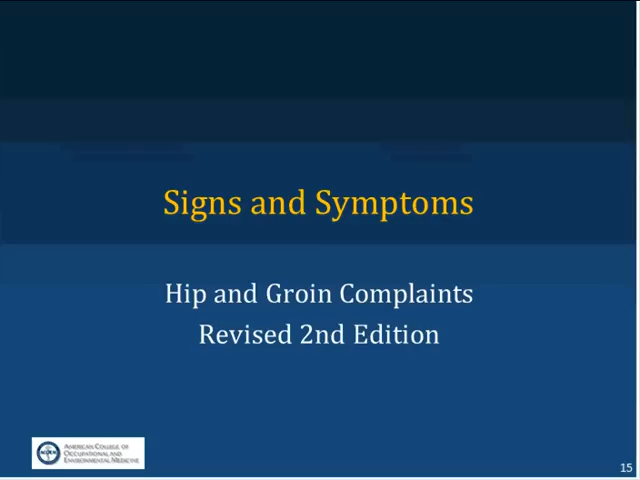 Signs and Symptoms
Hip and Groin Complaints
Revised 2nd Edition
American College of
Occupational and
Environmental Medicine
15